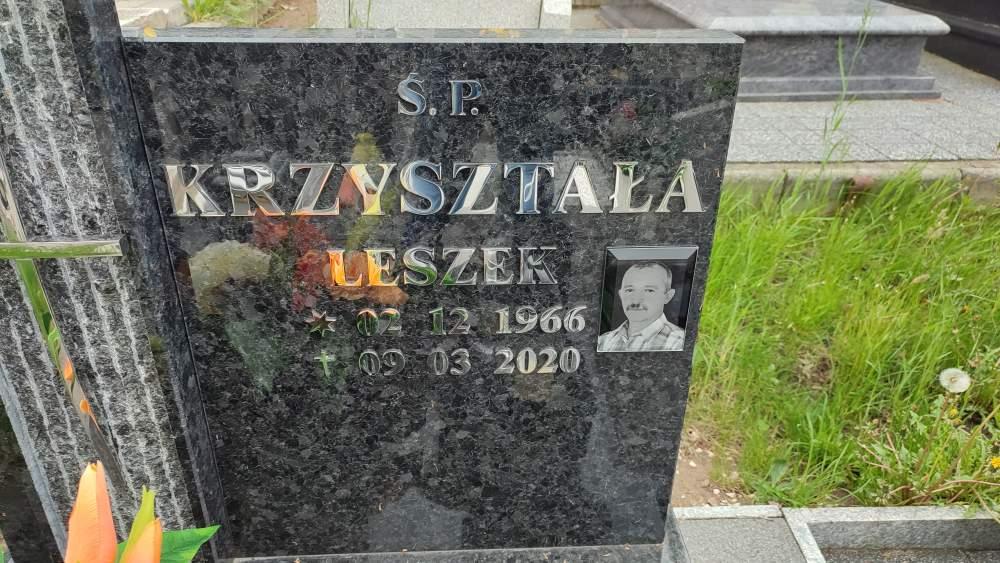 Ś. P.
KRZYSZTAŁA
LESZEK
02 12 1966
09 03 2020